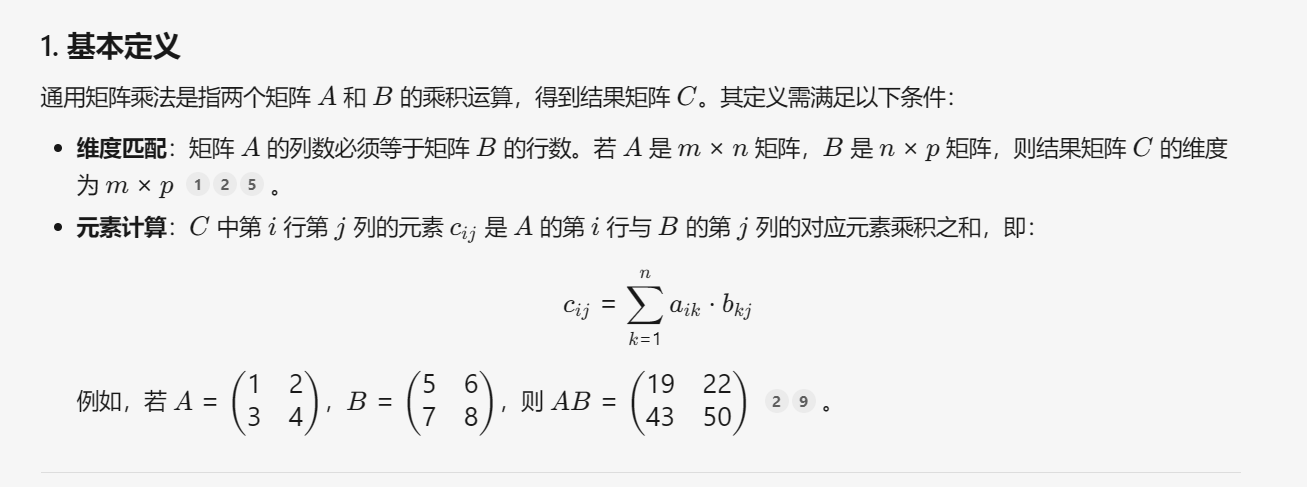 1. 基本定义
通用矩阵乘法是指两个矩阵 A 和 B 的乘积运算，得到结果矩阵 C。其定义需满足以下条件：
• 维度匹配：矩阵 A 的列数必须等于矩阵 B 的行数。若 A 是 m × n 矩阵，B 是 n × p 矩阵，则结果矩阵 C 的维度
为 m × p 1 2 5 。
• 元素计算：C 中第 i 行第 j 列的元素 c_{ij} 是 A 的第 i 行与 B 的第 j 列的对应元素乘积之和，即：
c_{ij} = \sum_{k=1}^{n} a_{ik} · b_{kj}
例如，若 A = \begin{pmatrix} 1 & 2 \\ 3 & 4 \end{pmatrix}，B = \begin{pmatrix} 5 & 6 \\ 7 & 8 \end{pmatrix}，则 AB = \begin{pmatrix} 19 & 22 \\ 43 & 50 \end{pmatrix} 2 9 。